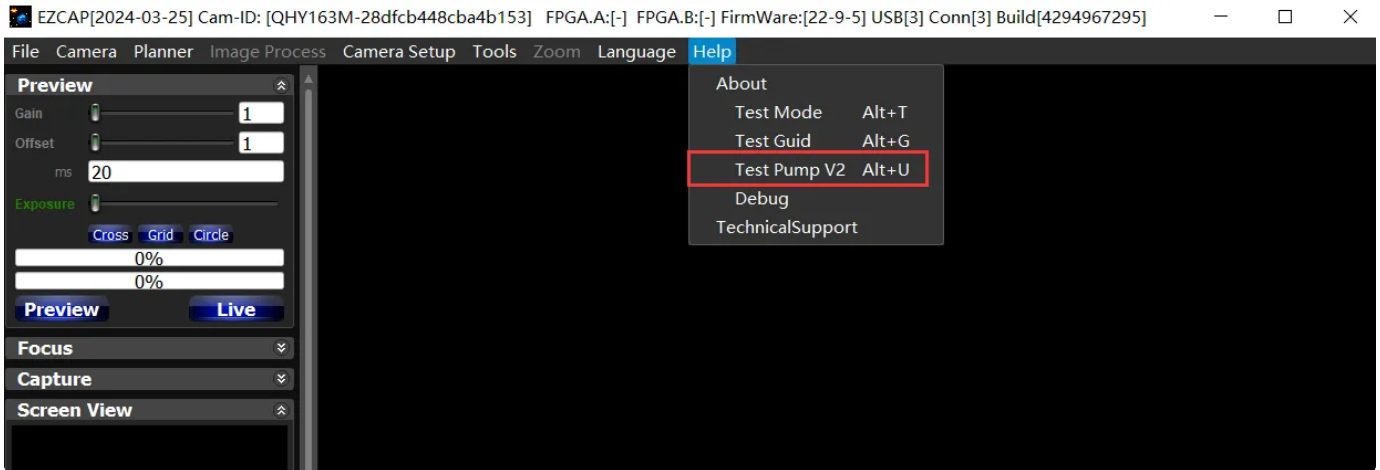 EZCAP[2024-03-25] Cam-ID: [QHY163M-28dfcb448cba4b153] FPGA.A:[-] FPGA.B:[-] FirmWare:[22-9-5] USB[3] Conn[3] Build[4294967295]
File Camera Planner Image Process Camera Setup Tools Zoom Language Help
Preview
Gain 1
Offset 1
ms 20
Exposure
Cross Grid Circle
0%
0%
Preview Live
Focus
Capture
Screen View
About
Test Mode Alt+T
Test Guid Alt+G
Test Pump V2 Alt+U
Debug
TechnicalSupport